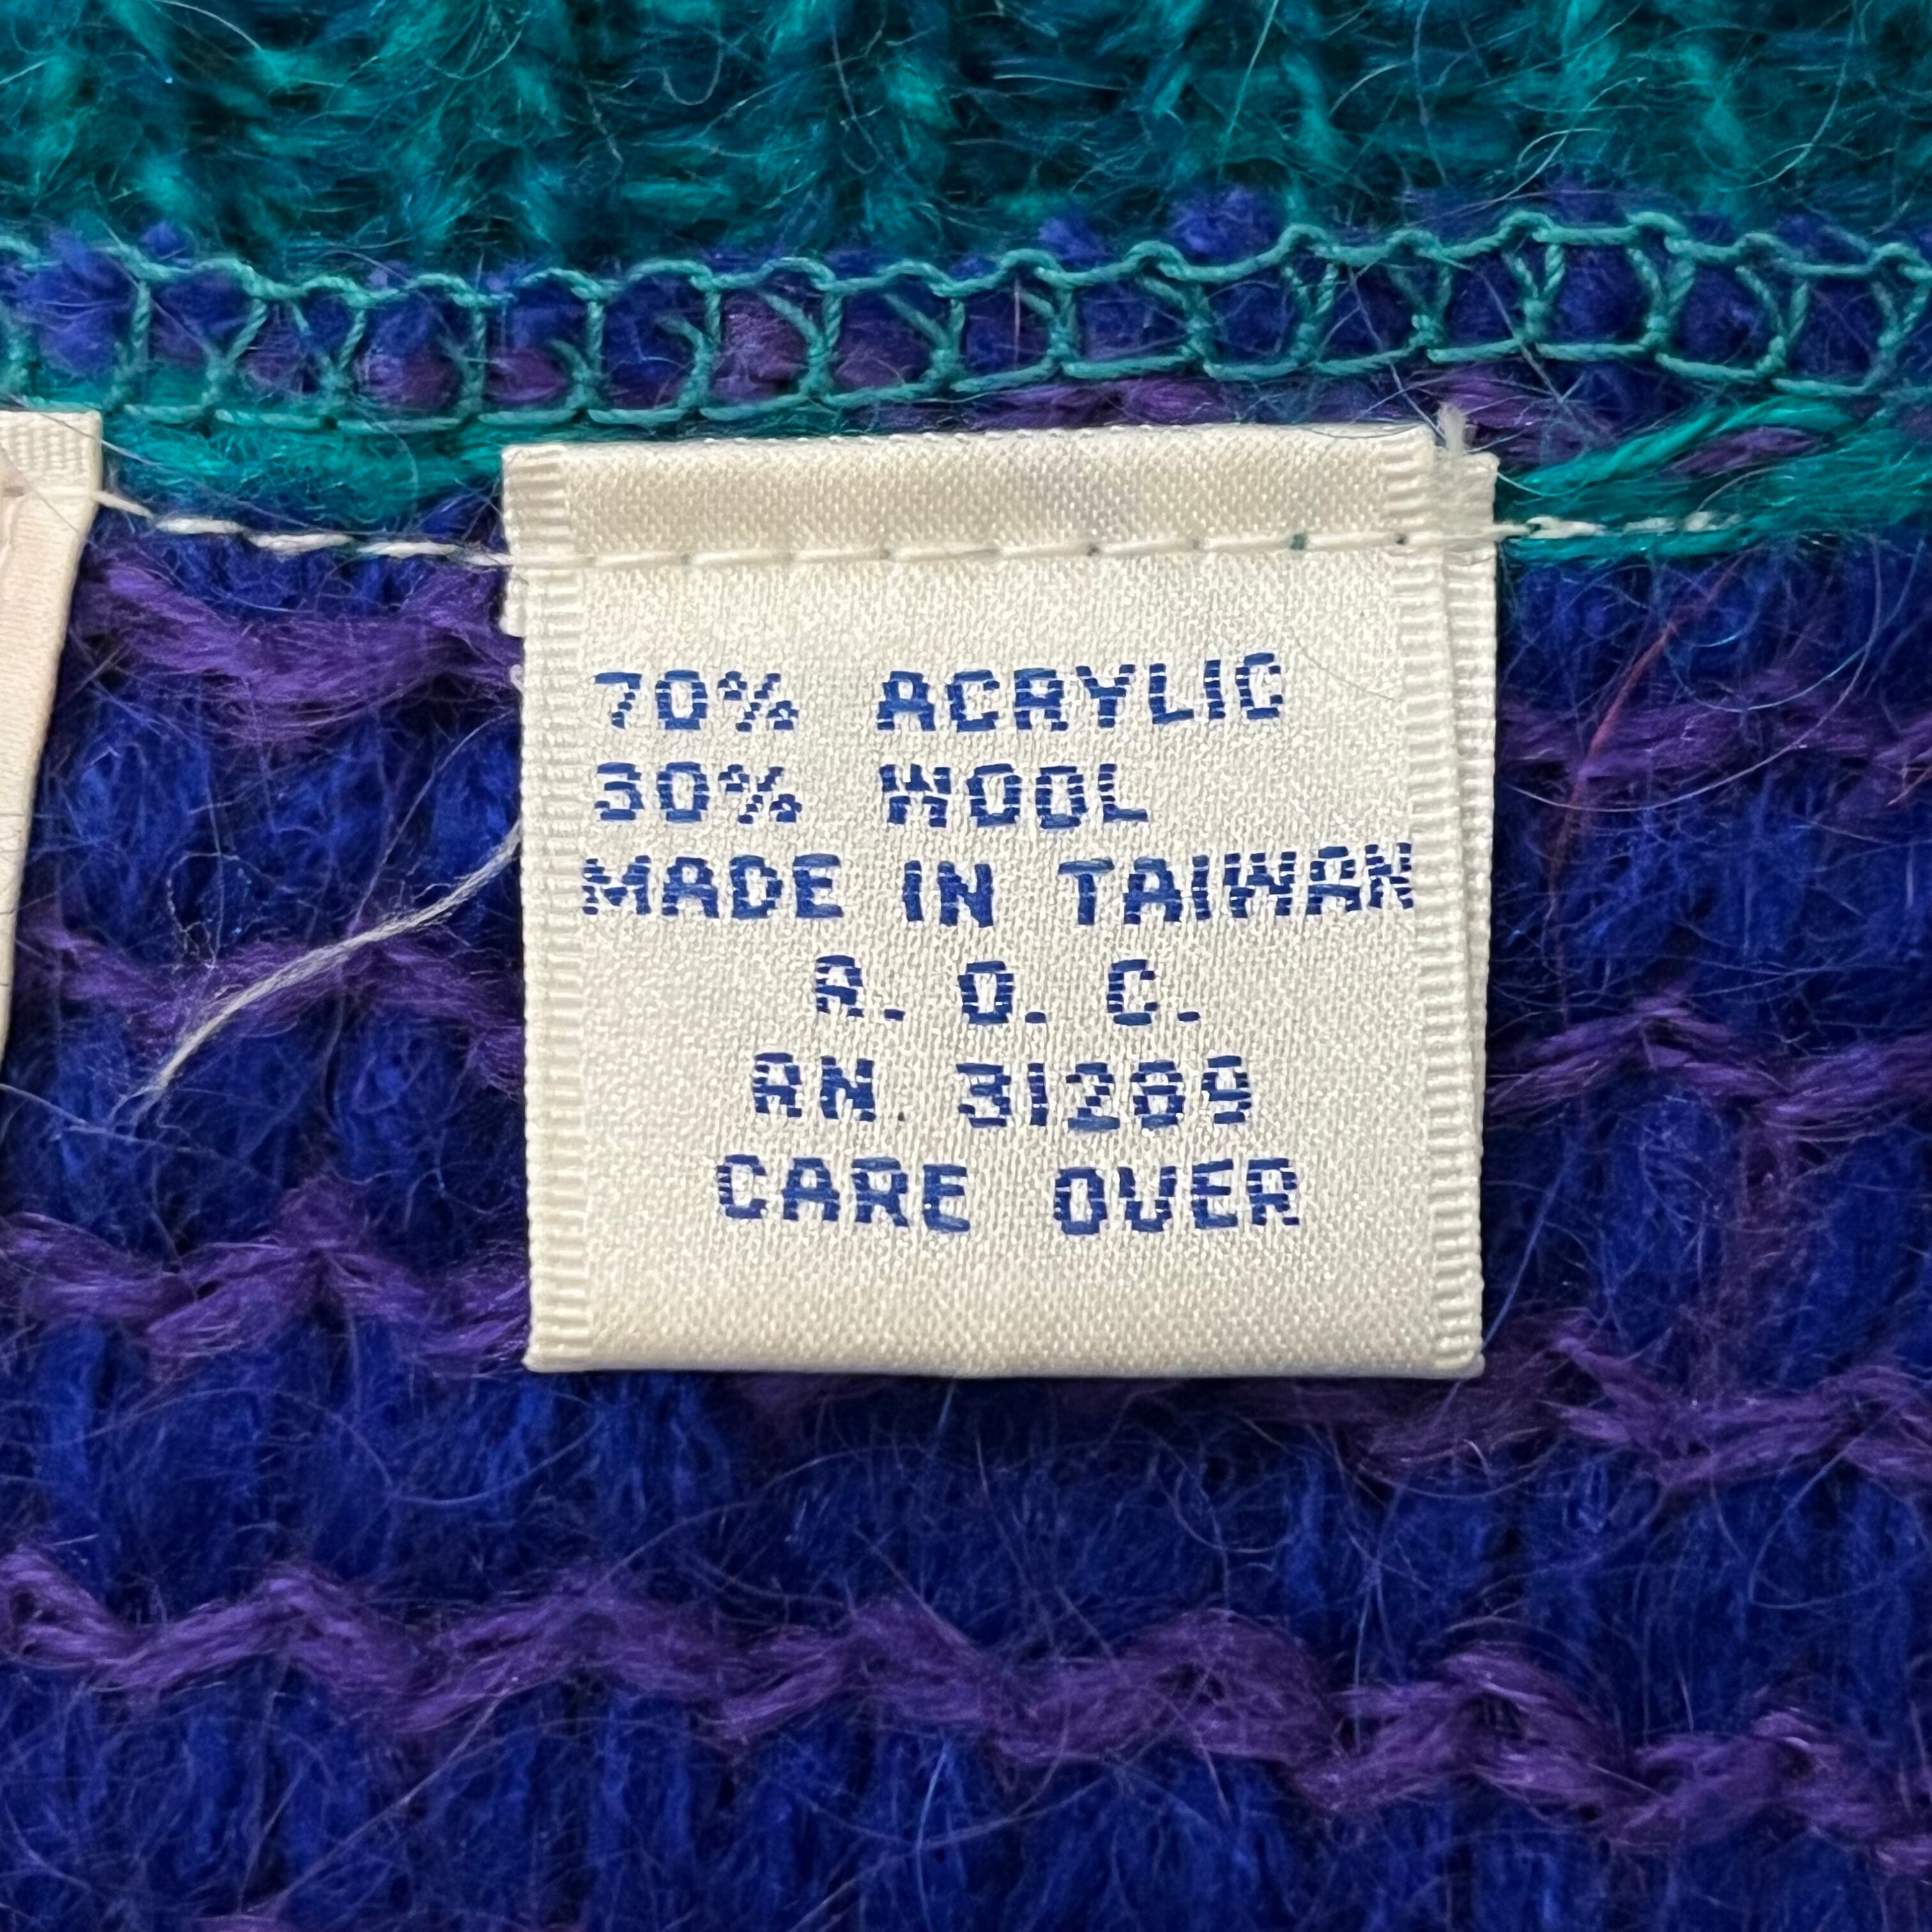 70% ACRYLIC
30% WOOL
MADE IN TAIWAN
R. O. C.
RN. 31289
CARE OVER